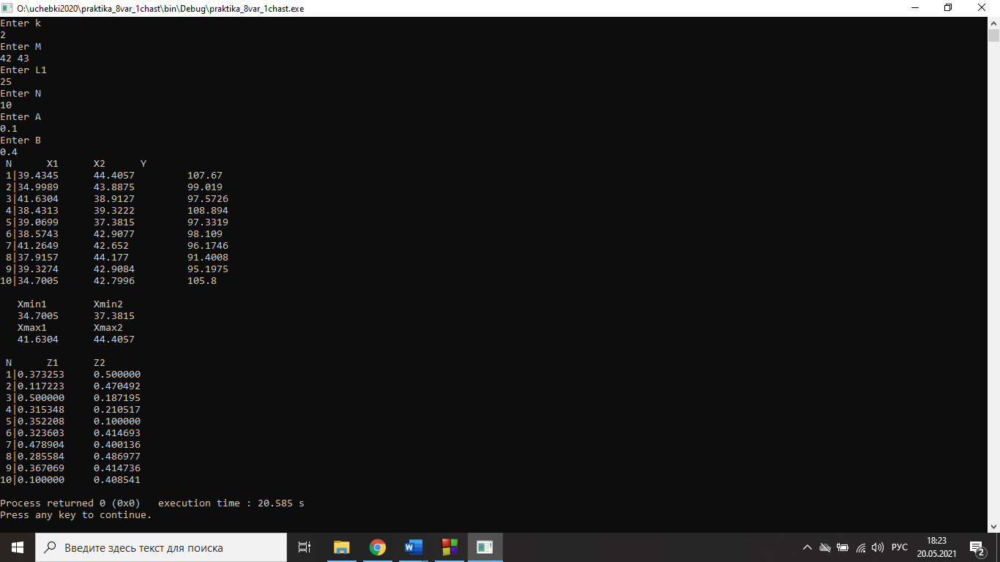 O:\uchebki2020\praktika_8var_1chast\bin\Debug\praktika_8var_1chast.exe
Enter k
2
Enter M
42 43
Enter L1
25
Enter N
10
Enter A
0.1
Enter B
0.4
N X1 X2 Y
1|39.4345 44.4057 107.67
2|34.9989 43.8875 99.019
3|41.6304 38.9127 97.5726
4|38.4313 39.3222 108.894
5|39.0699 37.3815 97.3319
6|38.5743 42.9077 98.109
7|41.2649 42.652 96.1746
8|37.9157 44.177 91.4008
9|39.3274 42.9084 95.1975
10|34.7005 42.7996 105.8
Xmin1 Xmin2
34.7005 37.3815
Xmax1 Xmax2
41.6304 44.4057
N Z1 Z2
1|0.373253 0.500000
2|0.117223 0.470492
3|0.500000 0.187195
4|0.315348 0.210517
5|0.352208 0.100000
6|0.323603 0.414693
7|0.478904 0.400136
8|0.285584 0.486977
9|0.367069 0.414736
10|0.100000 0.408541
Process returned 0 (0x0) execution time : 20.585 s
Press any key to continue.
Введите здесь текст для поиска
W
РУС
18:23
20.05.2021
2